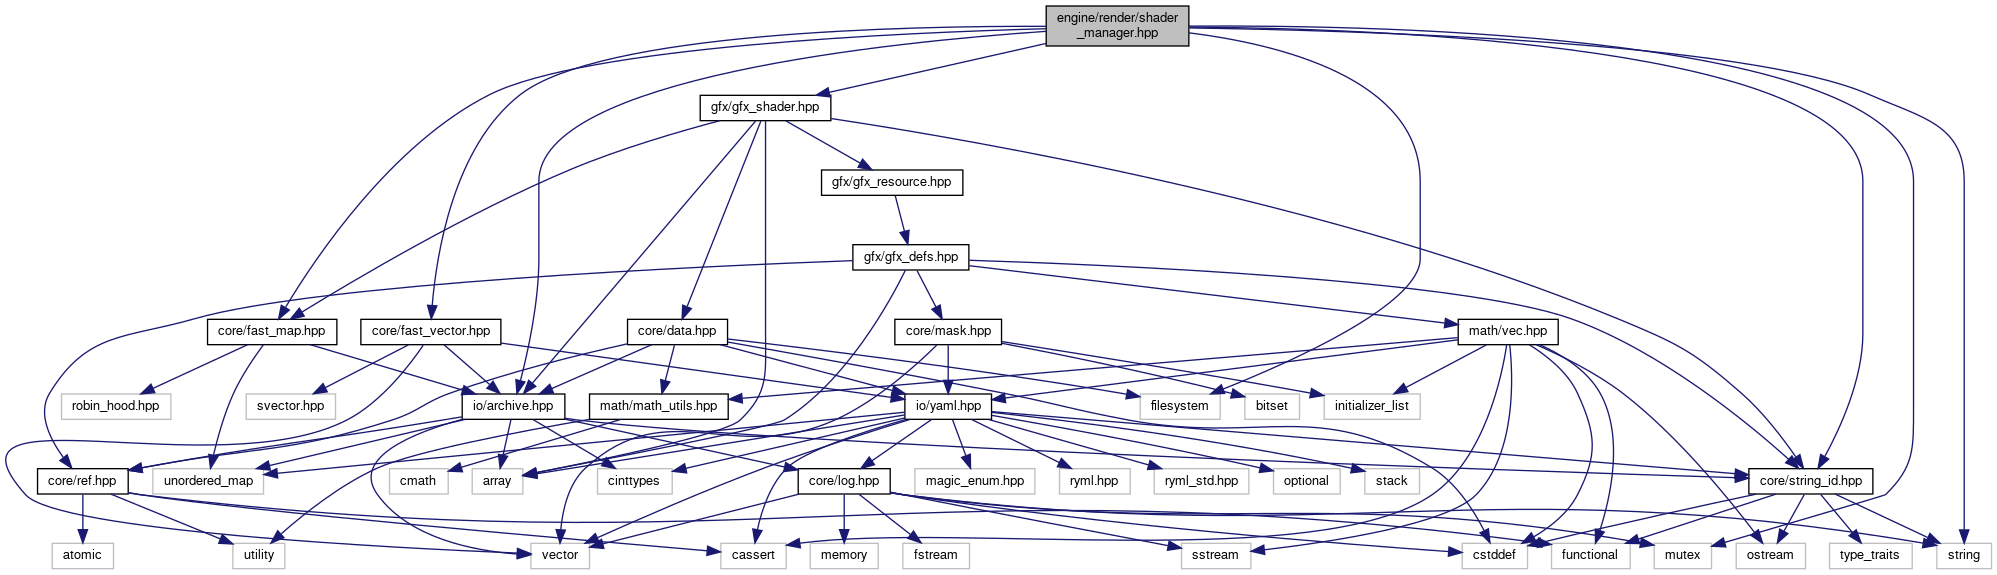 engine/render/shader
_manager.hpp
gfx/gfx_shader.hpp
gfx/gfx_resource.hpp
gfx/gfx_defs.hpp
core/fast_map.hpp
core/fast_vector.hpp
core/data.hpp
core/mask.hpp
math/vec.hpp
robin_hood.hpp
svector.hpp
io/archive.hpp
math/math_utils.hpp
io/yaml.hpp
filesystem
bitset
initializer_list
core/ref.hpp
unordered_map
cmath
array
cinttypes
core/log.hpp
magic_enum.hpp
ryml.hpp
ryml_std.hpp
optional
stack
core/string_id.hpp
atomic
utility
vector
cassert
memory
fstream
sstream
cstddef
functional
mutex
ostream
type_traits
string